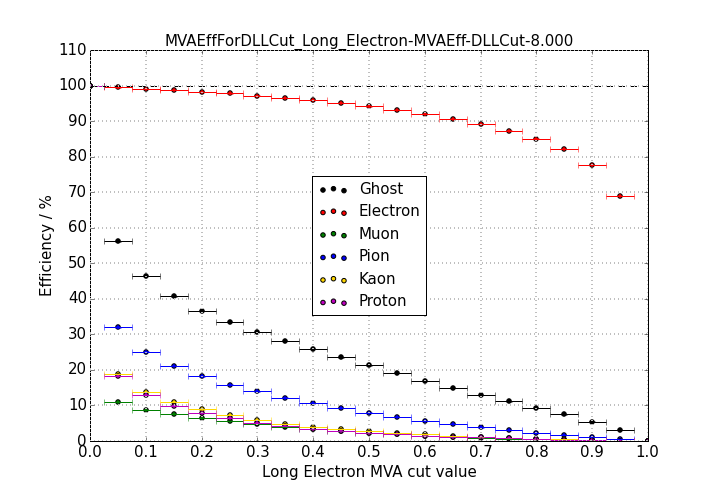 MVAEffForDLLCut_Long_Electron-MVAEff-DLLCut-8.000
110
100
90
80
70
60
50
40
30
20
10
0
Efficiency / %
Ghost
Electron
Muon
Pion
Kaon
Proton
0.0 0.1 0.2 0.3 0.4 0.5 0.6 0.7 0.8 0.9 1.0
Long Electron MVA cut value